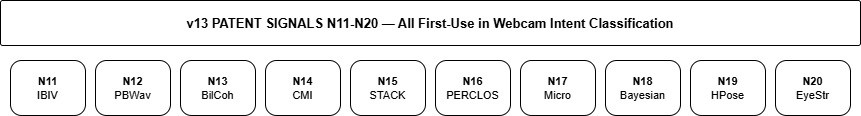 v13 PATENT SIGNALS N11-N20 — All First-Use in Webcam Intent Classification
N11
IBIV
N12
PBWav
N13
BilCoh
N14
CMI
N15
STACK
N16
PERCLOS
N17
Micro
N18
Bayesian
N19
HPose
N20
EyeStr